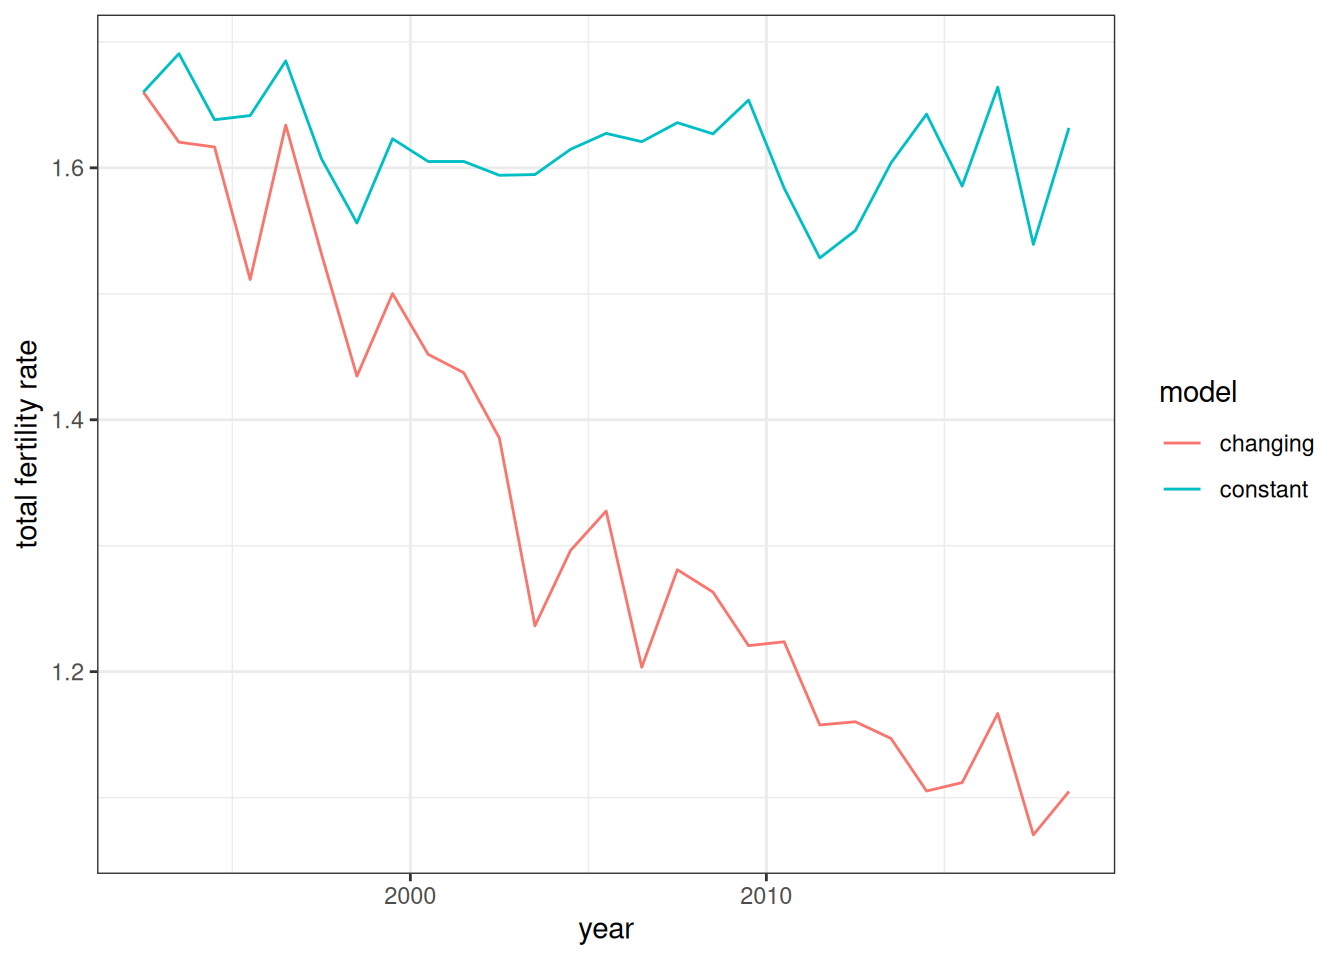 total fertility rate
1.6
1.4
1.2
2000
2010
year
model
changing
constant